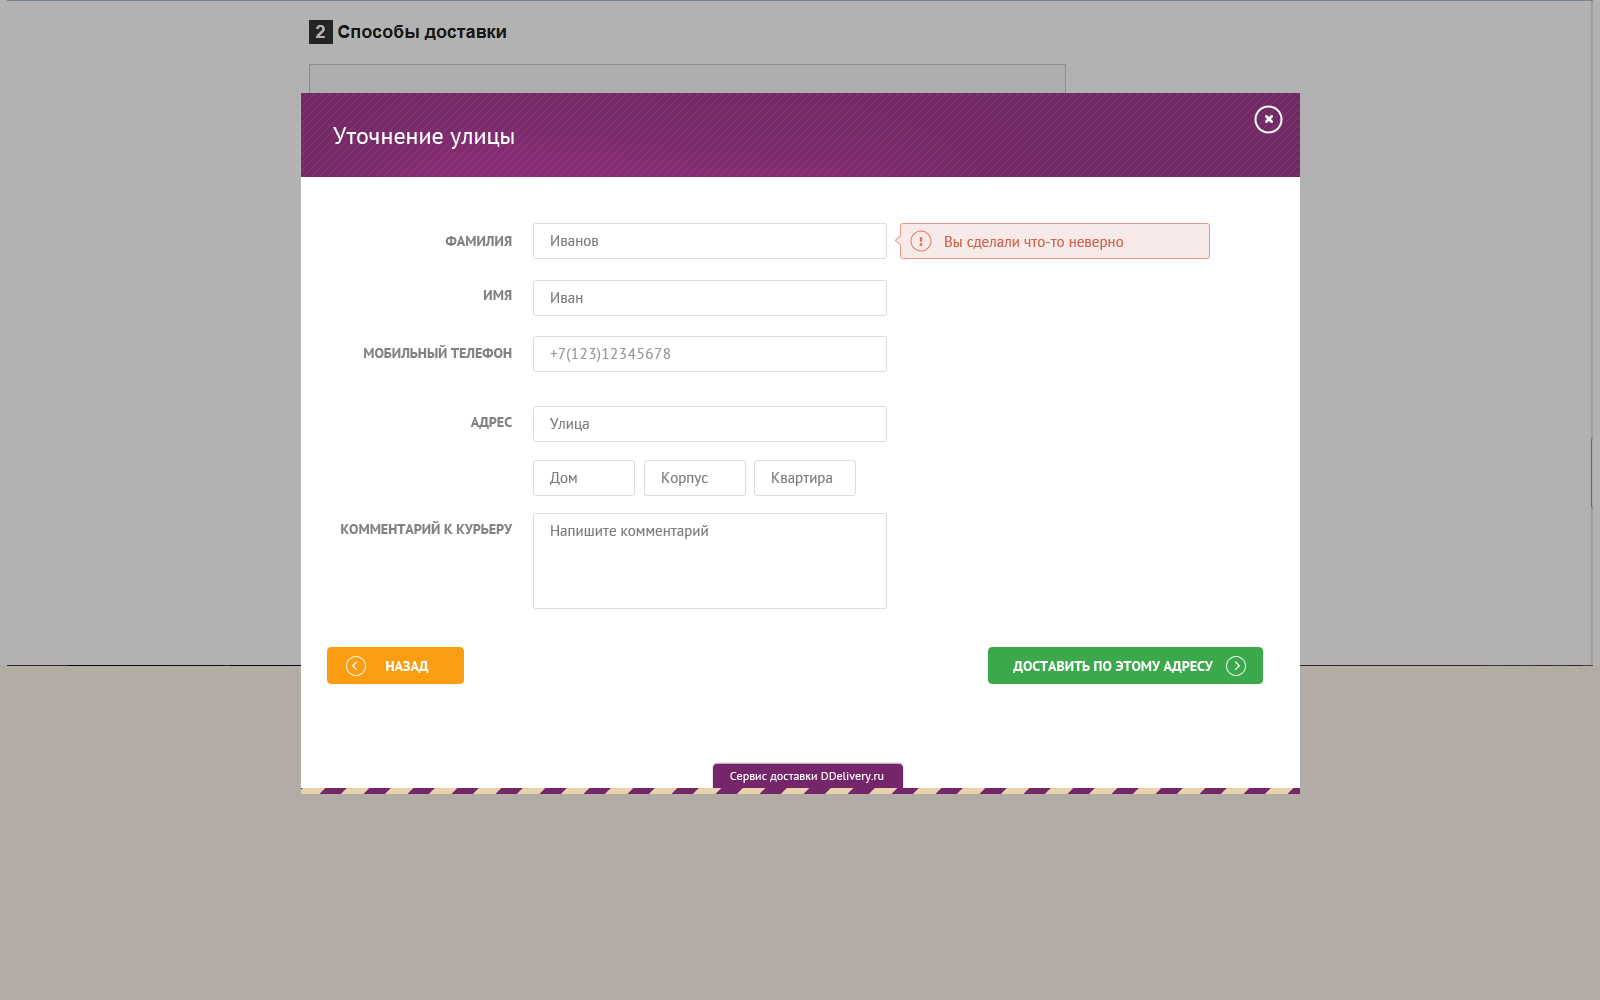 2 Способы доставки
Уточнение улицы
ФАМИЛИЯ Иванов Вы сделали что-то неверно
ИМЯ Иван
МОБИЛЬНЫЙ ТЕЛЕФОН +7(123)12345678
АДРЕС Улица
Дом Корпус Квартира
КОММЕНТАРИЙ К КУРЬЕРУ Напишите комментарий
НАЗАД ДОСТАВИТЬ ПО ЭТОМУ АДРЕСУ
Сервис доставки DDelivery.ru